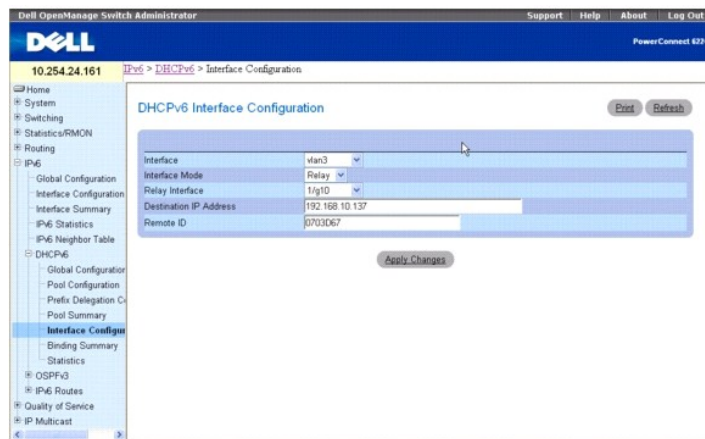 Dell OpenManage Switch Administrator Support Help About Log Out
DELL
PowerConnect 622
10.254.24.161 IPv6 > DHCPv6 > Interface Configuration
Home
System
Switching
Statistics/RMON
Routing
IPv6
Global Configuration
Interface Configuration
Interface Summary
IPv6 Statistics
IPv6 Neighbor Table
DHCPv6
Global Configuration
Pool Configuration
Prefix Delegation C
Pool Summary
Interface Configur
Binding Summary
Statistics
OSPFv3
IPv6 Routes
Quality of Service
IP Multicast
DHCPv6 Interface Configuration
Print Refresh
Interface vlan3
Interface Mode Relay
Relay Interface 1/g10
Destination IP Address 192.168.10.137
Remote ID 0703D67
Apply Changes